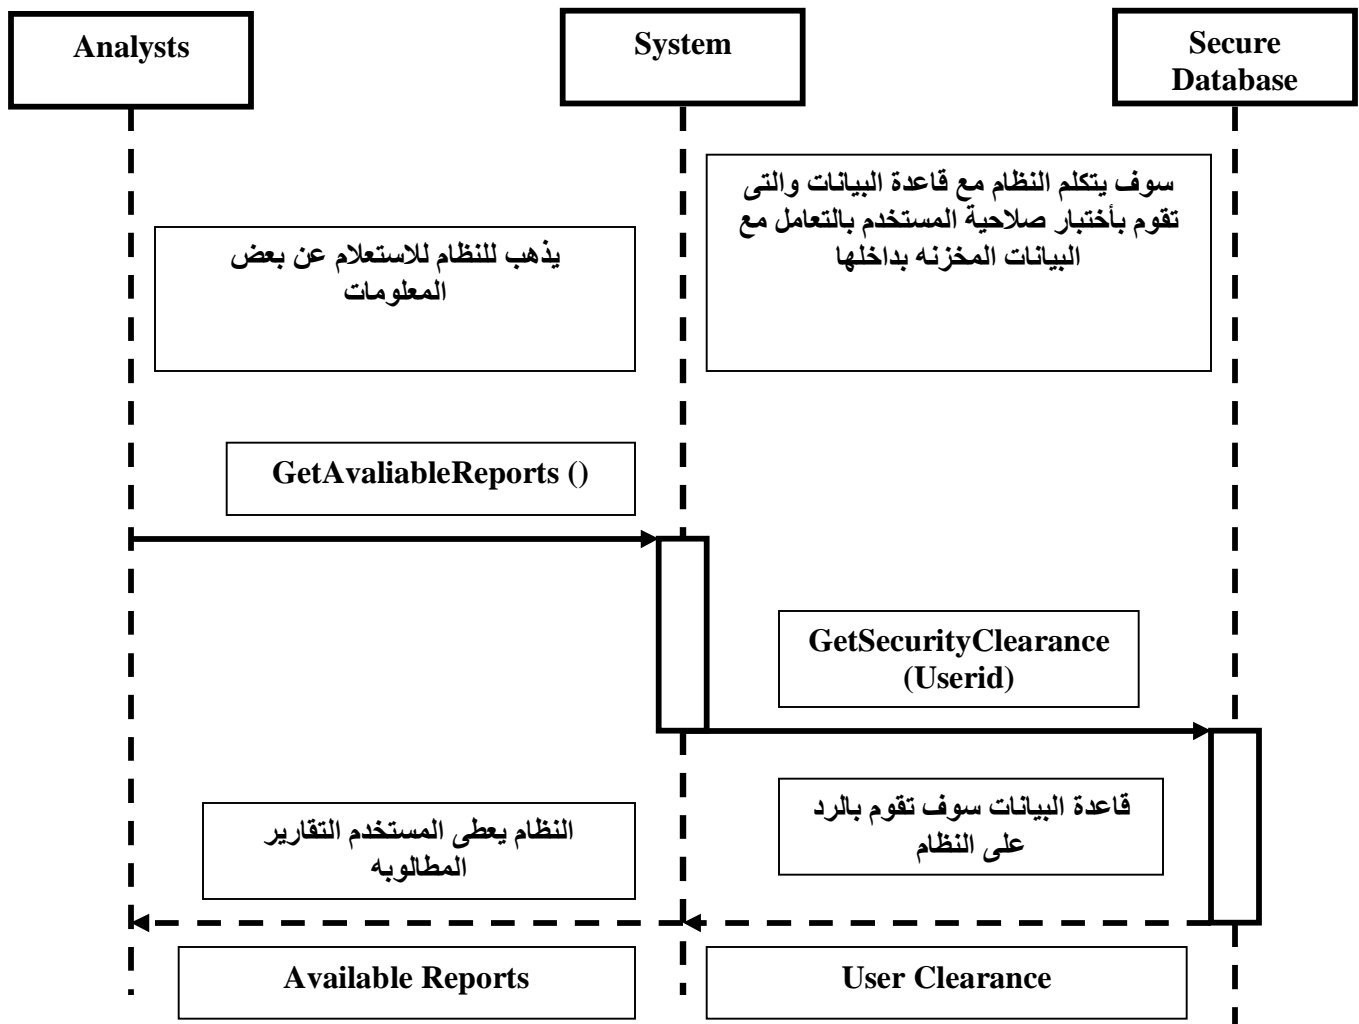 Analysts
System
Secure
Database
سوف يتكلم النظام مع قاعدة البيانات والتى
تقوم بأختبار صلاحية المستخدم بالتعامل مع
البيانات المخزنه بداخلها
يذهب للنظام للاستعلام عن بعض
المعلومات
GetAvaliableReports ()
GetSecurityClearance
(Userid)
قاعدة البيانات سوف تقوم بالرد
على النظام
النظام يعطى المستخدم التقارير
المطالوبه
Available Reports
User Clearance